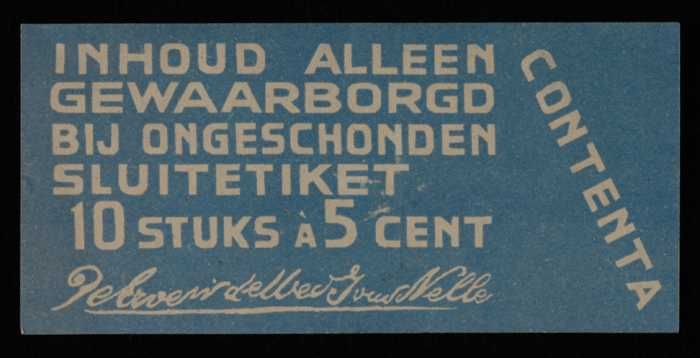 INHOUD ALLEEN
GEWAARBORGD
BIJ ONGESCHONDEN
SLUITETIKET
10 STUKS À 5 CENT
De Erven de Wed. J. van Nelle
CONTENTA